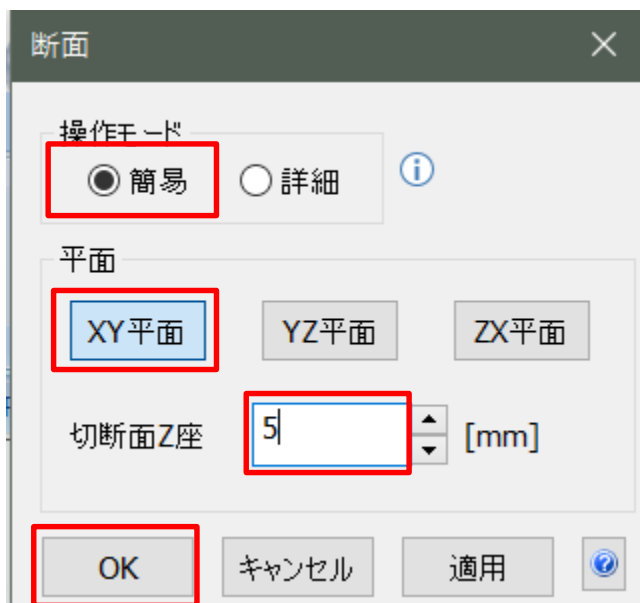 断面
操作モード
簡易 詳細
平面
XY平面 YZ平面 ZX平面
切断面Z座 5 [mm]
OK キャンセル 適用